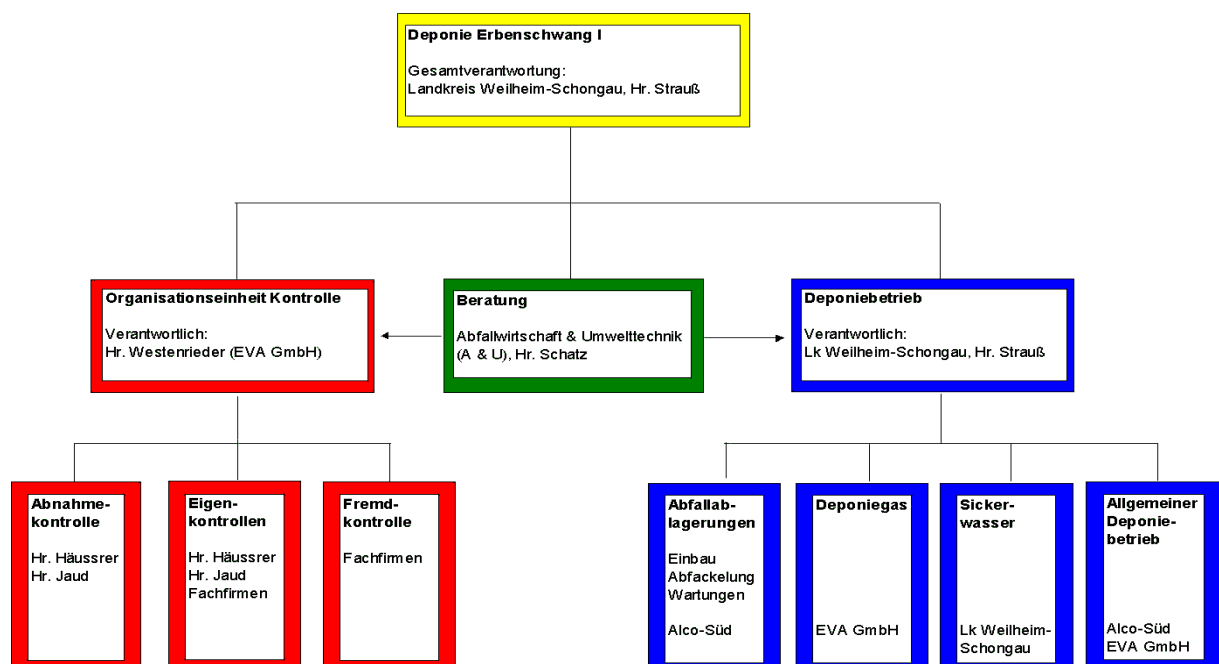 Deponie Erbenschwang I
Gesamtverantwortung:
Landkreis Weilheim-Schongau, Hr. Strauß
Organisationseinheit Kontrolle
Verantwortlich:
Hr. Westenrieder (EVA GmbH)
Beratung
Abfallwirtschaft & Umwelttechnik
(A & U), Hr. Schatz
Deponiebetrieb
Verantwortlich:
Lk Weilheim-Schongau, Hr. Strauß
Abnahme-
kontrolle
Hr. Häussrer
Hr. Jaud
Eigen-
kontrollen
Hr. Häussrer
Hr. Jaud
Fachfirmen
Fremd-
kontrolle
Fachfirmen
Abfallab-
lagerungen
Einbau
Abfackelung
Wartungen
Alco-Süd
Deponiegas
EVA GmbH
Sicker-
wasser
Lk Weilheim-
Schongau
Allgemeiner
Deponie-
betrieb
Alco-Süd
EVA GmbH